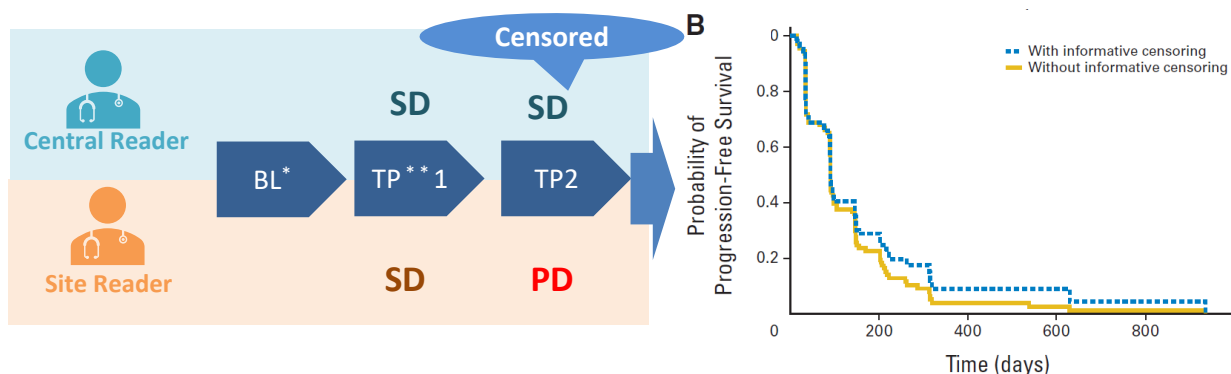 Censored
SD
SD
Central Reader
BL*
TP**1
TP2
Site Reader
SD
PD
B
With informative censoring
Without informative censoring
Probability of
Progression-Free Survival
0
0.8
0.6
0.4
0.2
0
200
400
600
800
Time (days)